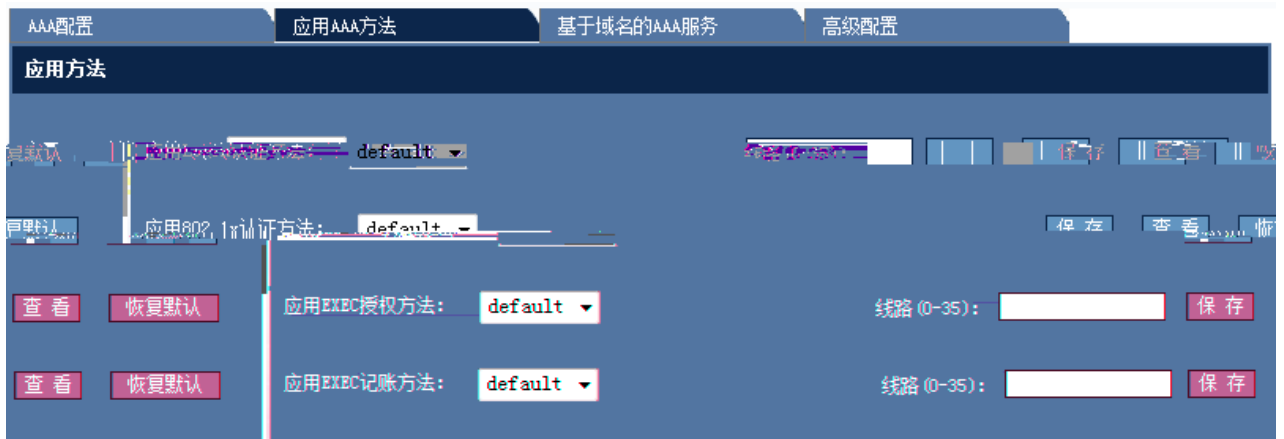 AAA配置 应用AAA方法 基于域名的AAA服务 高级配置
应用方法
复默认 default 保存 查看
应用802.1x认证方法: default 保存 查看 恢
查看 恢复默认 应用EXEC授权方法: default 线路(0-35): 保存
查看 恢复默认 应用EXEC记账方法: default 线路(0-35): 保存